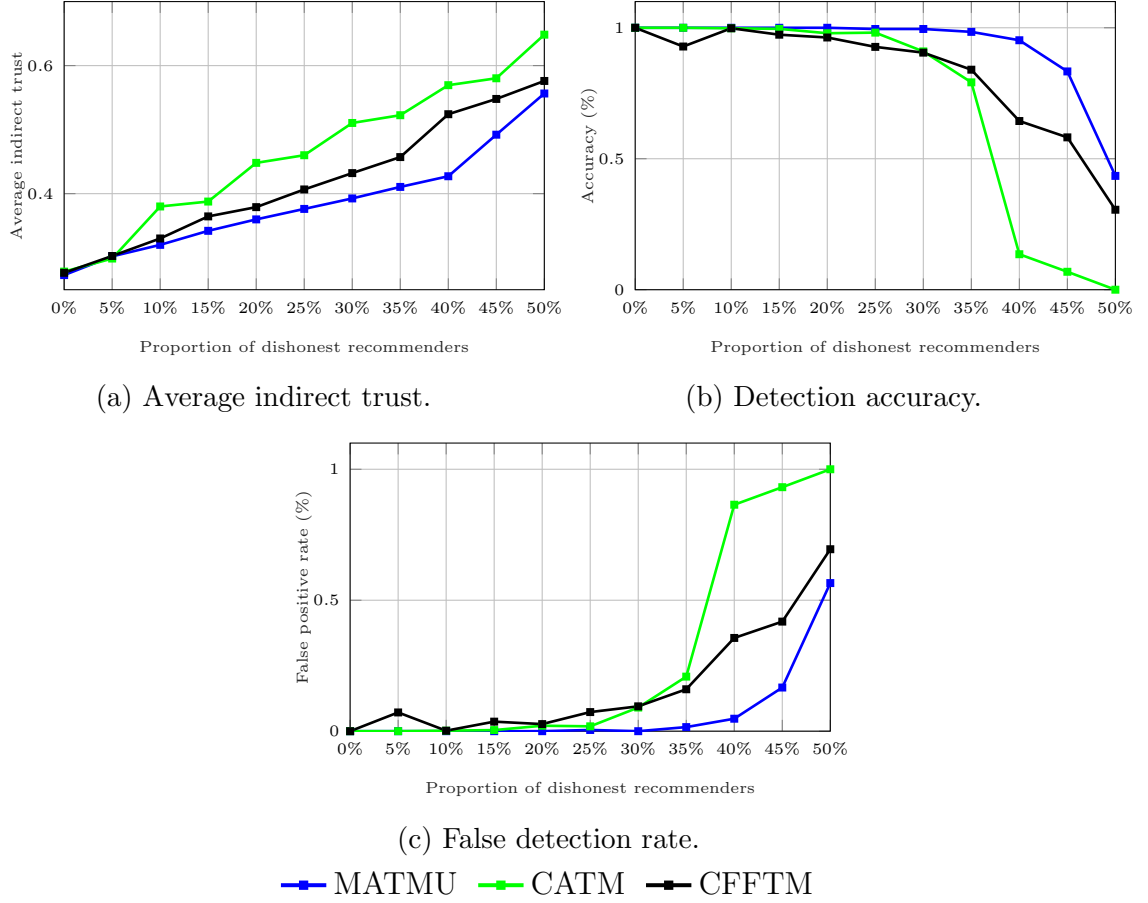 0.6
0.4
Average indirect trust
0% 5% 10% 15% 20% 25% 30% 35% 40% 45% 50%
Proportion of dishonest recommenders
(a) Average indirect trust.
1
0.5
0
Accuracy (%)
0% 5% 10% 15% 20% 25% 30% 35% 40% 45% 50%
Proportion of dishonest recommenders
(b) Detection accuracy.
1
0.5
0
False positive rate (%)
0% 5% 10% 15% 20% 25% 30% 35% 40% 45% 50%
Proportion of dishonest recommenders
(c) False detection rate.
MATMU CATM CFFTM